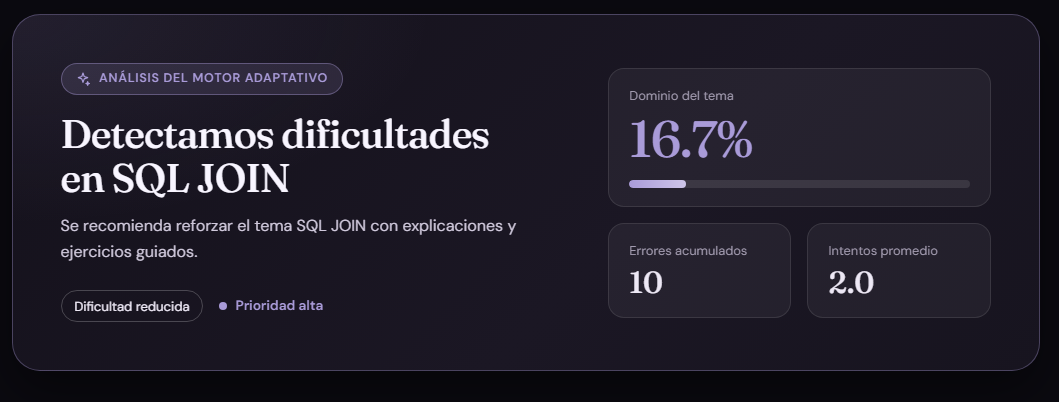 ANÁLISIS DEL MOTOR ADAPTATIVO
Detectamos dificultades
en SQL JOIN
Se recomienda reforzar el tema SQL JOIN con explicaciones y
ejercicios guiados.
Dificultad reducida
Prioridad alta
Dominio del tema
16.7%
Errores acumulados
10
Intentos promedio
2.0